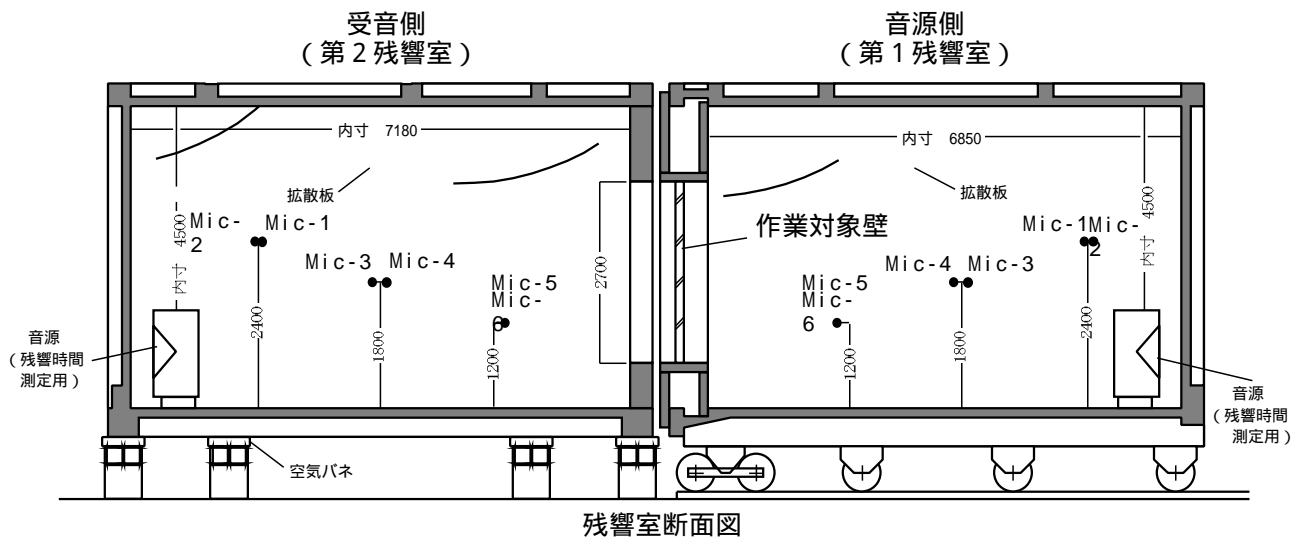 受音側
（第２残響室）
音源側
（第１残響室）
内寸　7180
内寸　6850
拡散板
拡散板
内寸　4500
内寸　4500
Mic-
2
Mic-1
Mic-3
Mic-4
Mic-5
Mic-
6
2400
1800
1200
2700
作業対象壁
Mic-1
Mic-
2
Mic-4
Mic-3
Mic-5
Mic-
6
1200
1800
2400
音源
（残響時間
測定用）
音源
（残響時間
測定用）
空気バネ
残響室断面図